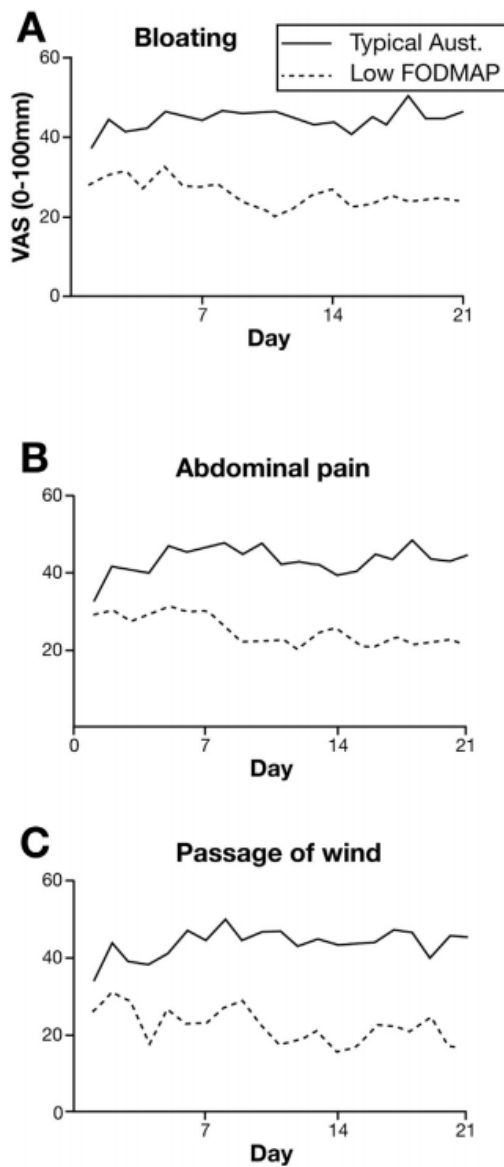 A
Bloating
Typical Aust.
Low FODMAP
VAS (0-100mm)
60
40
20
0
7
14
21
Day
B
Abdominal pain
60
40
20
0
7
14
21
Day
C
Passage of wind
60
40
20
0
7
14
21
Day